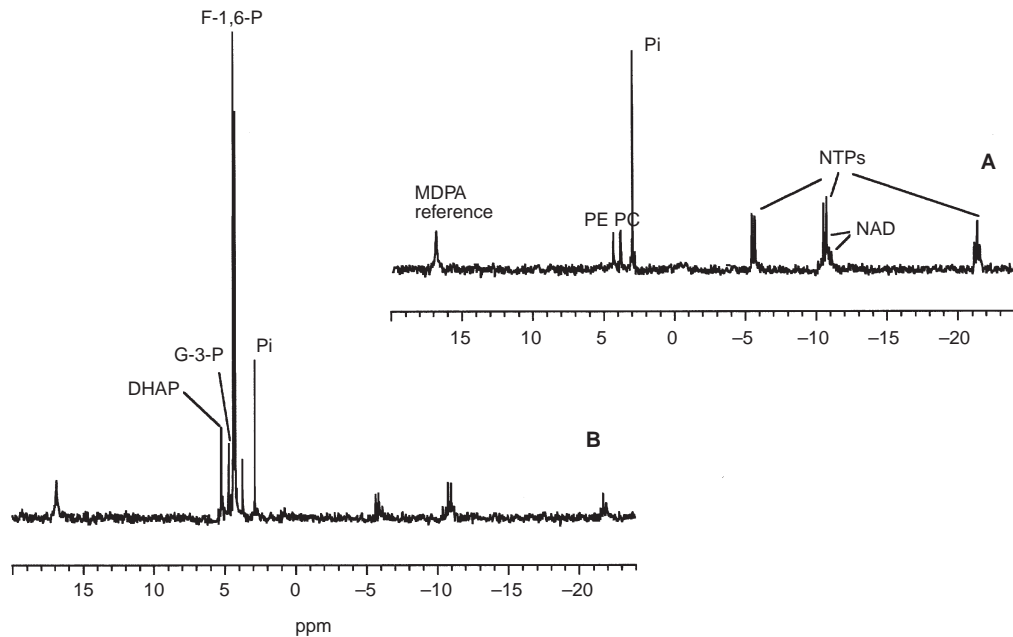 F-1,6-P
Pi
NTPs
A
MDPA
reference
PE PC
NAD
15 10 5 0 –5 –10 –15 –20
G-3-P
Pi
DHAP
B
15 10 5 0 –5 –10 –15 –20
ppm